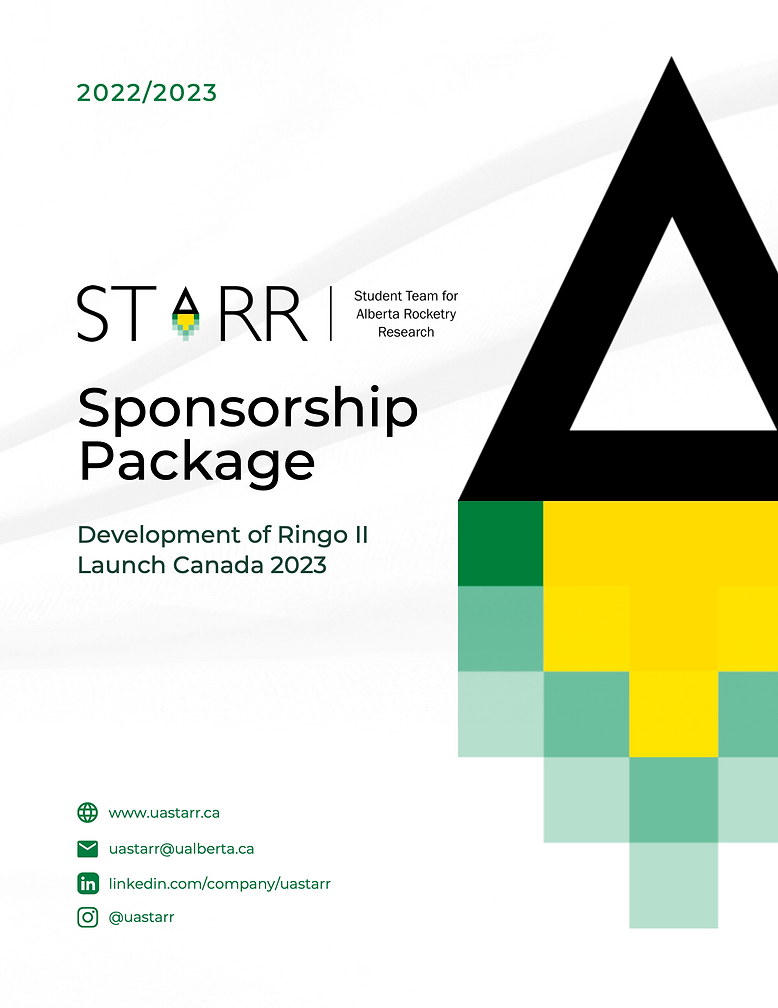 2022/2023
STARR
Student Team for
Alberta Rocketry
Research
Sponsorship
Package
Development of Ringo II
Launch Canada 2023
www.uastarr.ca
uastarr@ualberta.ca
linkedin.com/company/uastarr
@uastarr